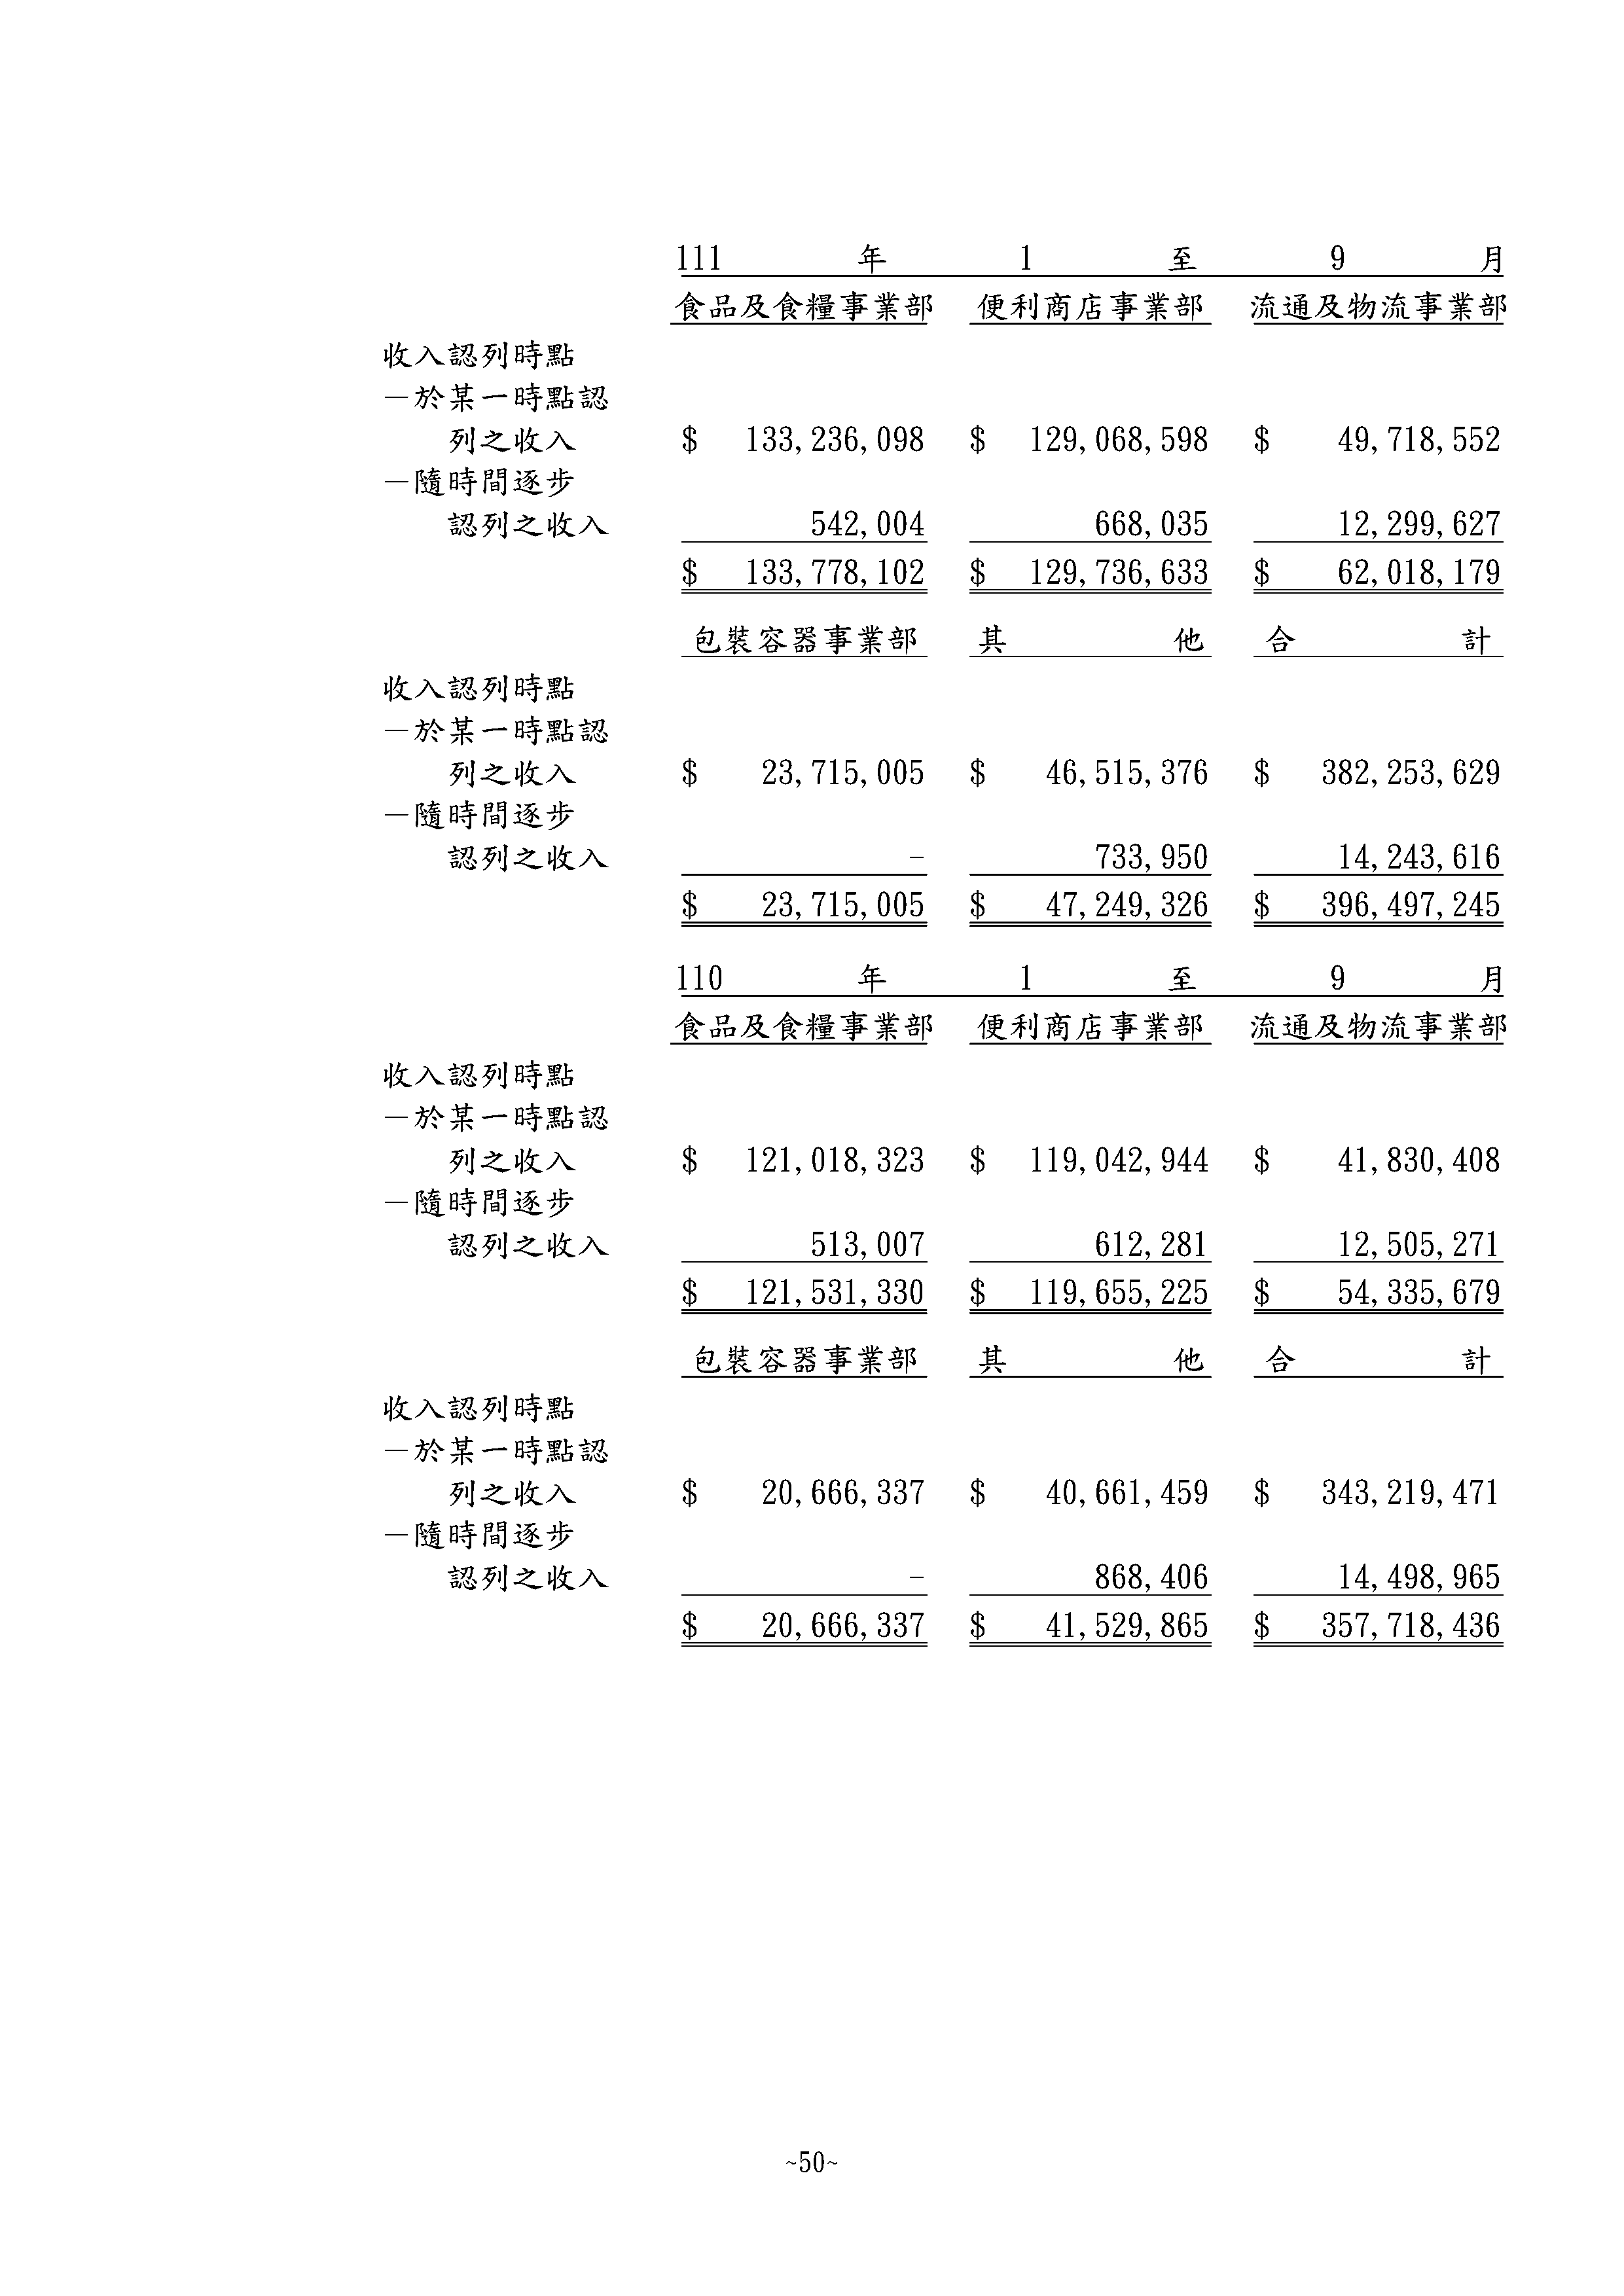 111 年 1 至 9 月
食品及食糧事業部 便利商店事業部 流通及物流事業部
收入認列時點
－於某一時點認
列之收入 $ 133,236,098 $ 129,068,598 $ 49,718,552
－隨時間逐步
認列之收入 542,004 668,035 12,299,627
$ 133,778,102 $ 129,736,633 $ 62,018,179
包裝容器事業部 其他 合計
收入認列時點
－於某一時點認
列之收入 $ 23,715,005 $ 46,515,376 $ 382,253,629
－隨時間逐步
認列之收入 - 733,950 14,243,616
$ 23,715,005 $ 47,249,326 $ 396,497,245
110 年 1 至 9 月
食品及食糧事業部 便利商店事業部 流通及物流事業部
收入認列時點
－於某一時點認
列之收入 $ 121,018,323 $ 119,042,944 $ 41,830,408
－隨時間逐步
認列之收入 513,007 612,281 12,505,271
$ 121,531,330 $ 119,655,225 $ 54,335,679
包裝容器事業部 其他 合計
收入認列時點
－於某一時點認
列之收入 $ 20,666,337 $ 40,661,459 $ 343,219,471
－隨時間逐步
認列之收入 - 868,406 14,498,965
$ 20,666,337 $ 41,529,865 $ 357,718,436
~50~